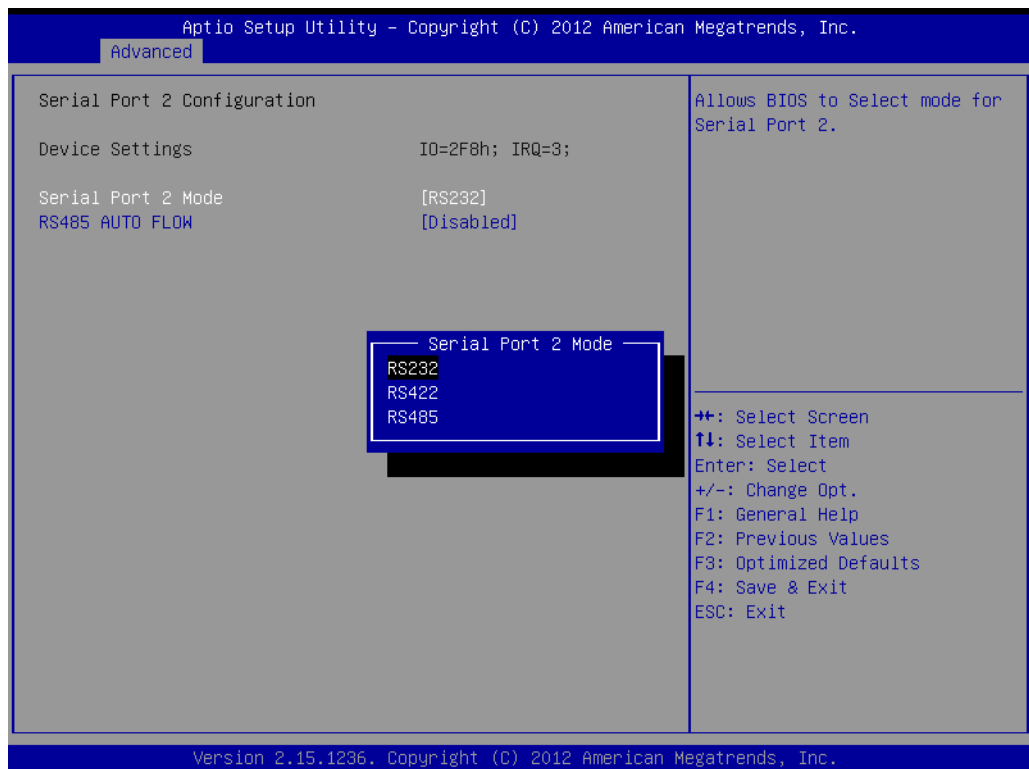 Aptio Setup Utility – Copyright (C) 2012 American Megatrends, Inc.
Advanced
Serial Port 2 Configuration
Device Settings IO=2F8h; IRQ=3;
Serial Port 2 Mode [RS232]
RS485 AUTO FLOW [Disabled]
Serial Port 2 Mode
RS232
RS422
RS485
Allows BIOS to Select mode for
Serial Port 2.
→←: Select Screen
↑↓: Select Item
Enter: Select
+/-: Change Opt.
F1: General Help
F2: Previous Values
F3: Optimized Defaults
F4: Save & Exit
ESC: Exit
Version 2.15.1236. Copyright (C) 2012 American Megatrends, Inc.